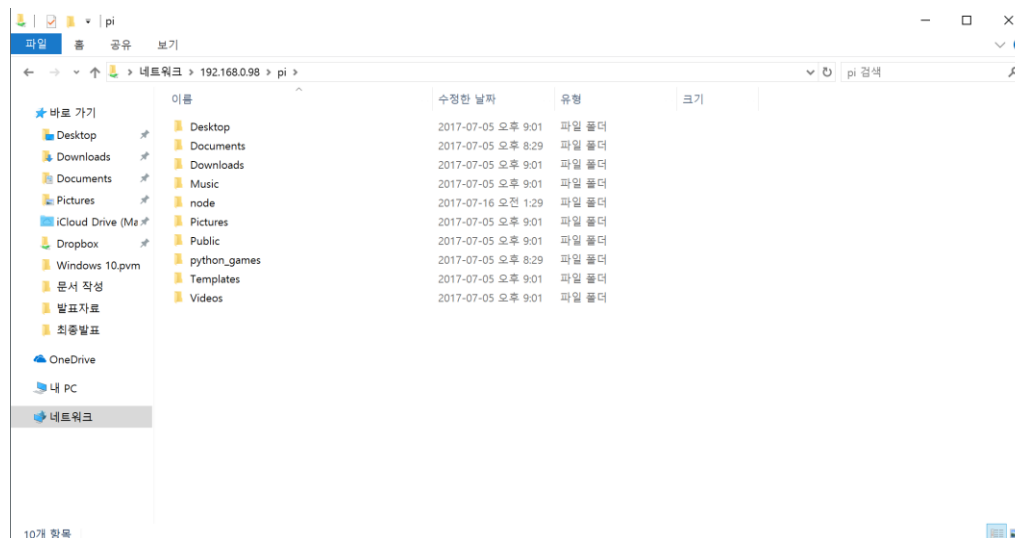 pi
파일 홈 공유 보기
네트워크 > 192.168.0.98 > pi > pi 검색
이름 수정한 날짜 유형 크기
바로 가기
Desktop
Downloads
Documents
Pictures
iCloud Drive (Ma
Dropbox
Windows 10.pvm
문서 작성
발표자료
최종발표
OneDrive
내 PC
네트워크
Desktop 2017-07-05 오후 9:01 파일 폴더
Documents 2017-07-05 오후 8:29 파일 폴더
Downloads 2017-07-05 오후 9:01 파일 폴더
Music 2017-07-05 오후 9:01 파일 폴더
node 2017-07-16 오전 1:29 파일 폴더
Pictures 2017-07-05 오후 9:01 파일 폴더
Public 2017-07-05 오후 9:01 파일 폴더
python_games 2017-07-05 오후 8:29 파일 폴더
Templates 2017-07-05 오후 9:01 파일 폴더
Videos 2017-07-05 오후 9:01 파일 폴더
10개 항목